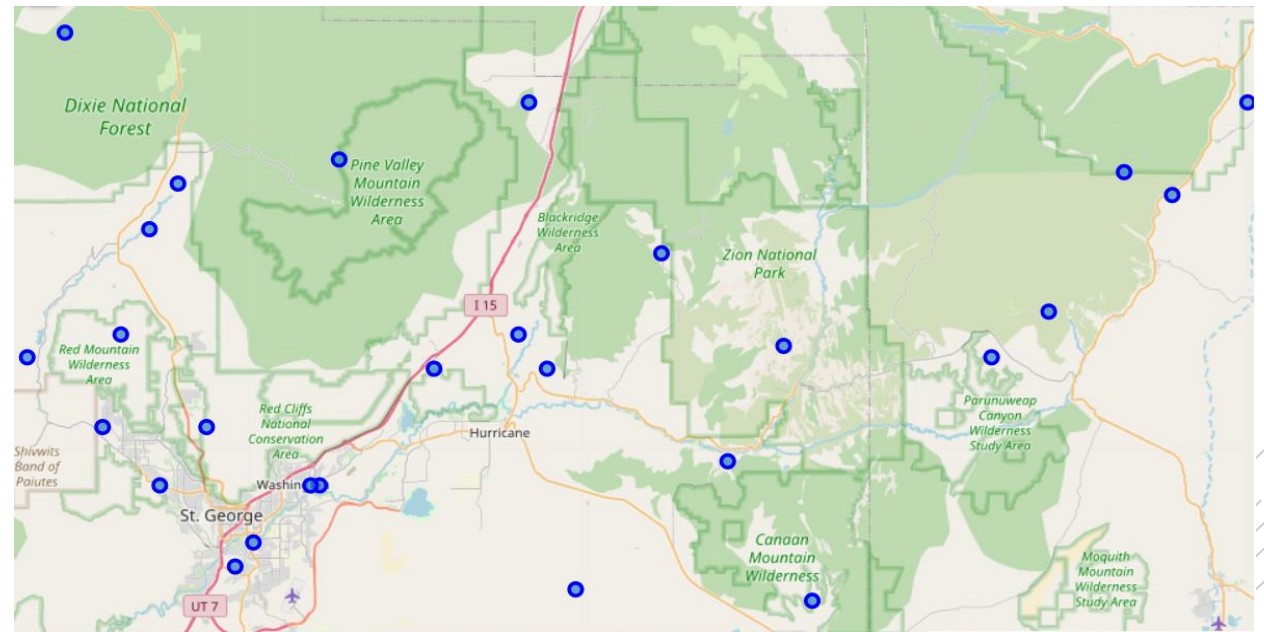 Dixie National
Forest
Pine Valley
Mountain
Wilderness
Area
Blackridge
Wilderness
Area
Zion National
Park
I 15
Red Mountain
Wilderness
Area
Red Cliffs
National
Conservation
Area
Parunuweap
Canyon
Wilderness
Study Area
Hurricane
Shivwits
Band of
Paiutes
Washin
St. George
Canaan
Mountain
Wilderness
Moquith
Mountain
Wilderness
Study Area
UT 7